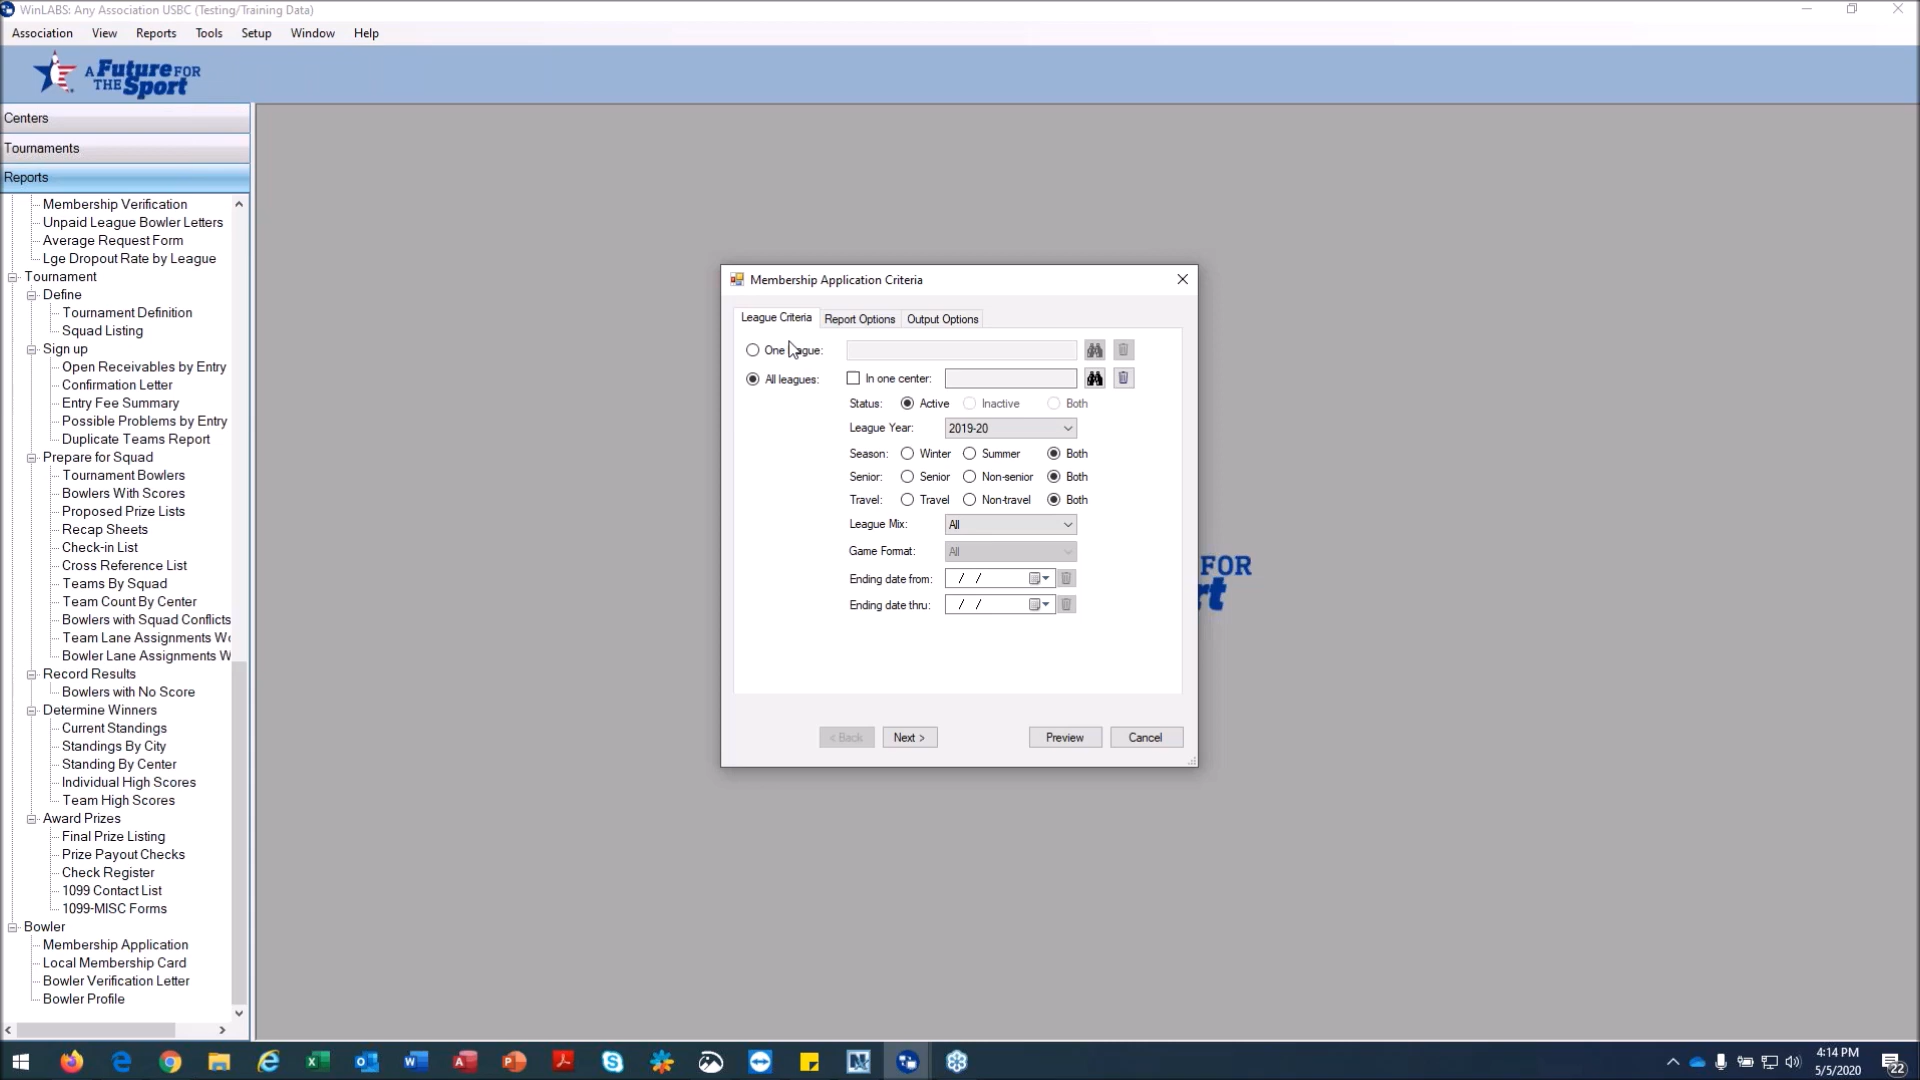 WinLABS: Any Association USBC (Testing/Training Data)
Association View Reports Tools Setup Window Help
A Future FOR
THE Sport
Centers
Tournaments
Reports
Membership Verification
Unpaid League Bowler Letters
Average Request Form
Lge Dropout Rate by League
Tournament
Define
Tournament Definition
Squad Listing
Sign up
Open Receivables by Entry
Confirmation Letter
Entry Fee Summary
Possible Problems by Entry
Duplicate Teams Report
Prepare for Squad
Tournament Bowlers
Bowlers With Scores
Proposed Prize Lists
Recap Sheets
Check-in List
Cross Reference List
Teams By Squad
Team Count By Center
Bowlers with Squad Conflicts
Team Lane Assignments
Bowler Lane Assignments W
Record Results
Bowlers with No Score
Determine Winners
Current Standings
Standings By City
Standing By Center
Individual High Scores
Team High Scores
Award Prizes
Final Prize Listing
Prize Payout Checks
Check Register
1099 Contact List
1099-MISC Forms
Bowler
Membership Application
Local Membership Card
Bowler Verification Letter
Bowler Profile
Membership Application Criteria
League Criteria Report Options Output Options
One league:
All leagues: In one center:
Status: Active Inactive Both
League Year: 2019-20
Season: Winter Summer Both
Senior: Senior Non-senior Both
Travel: Travel Non-travel Both
League Mix: All
Game Format: All
Ending date from: / /
Ending date thru: / /
< Back Next > Preview Cancel
FOR
rt
4:14 PM
5/5/2020
22